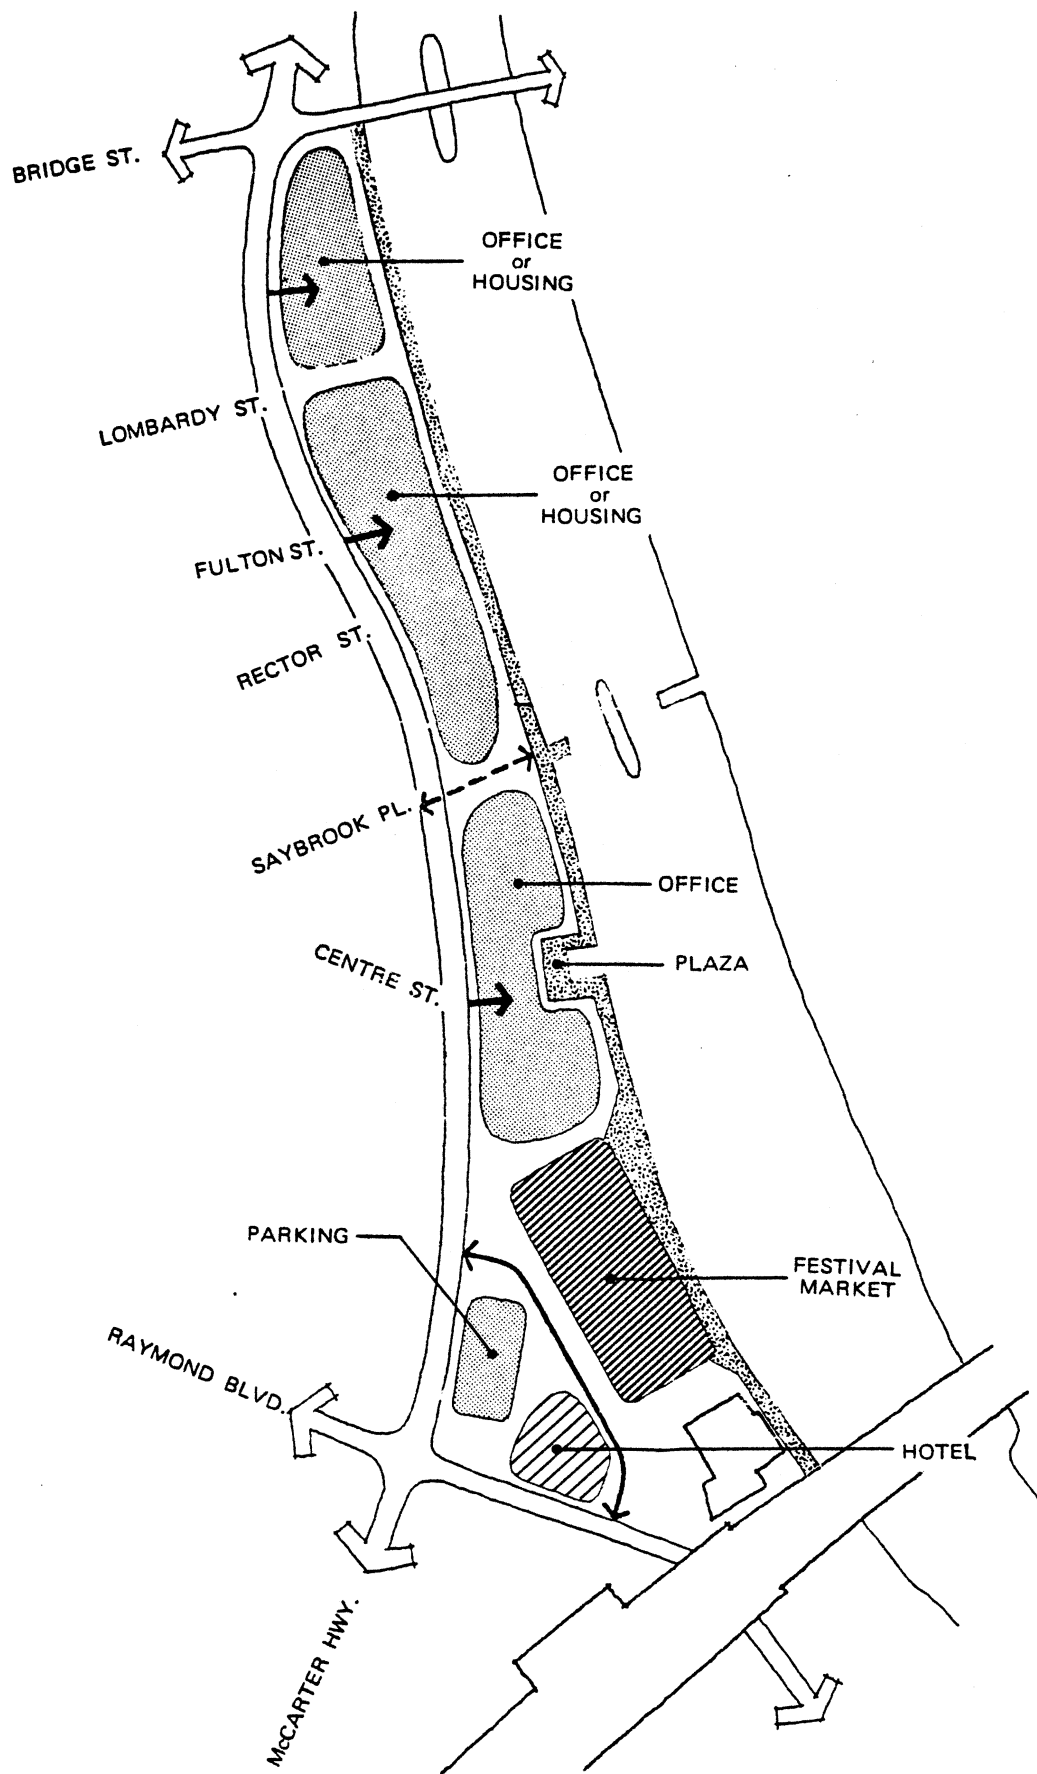 BRIDGE ST.
OFFICE
or
HOUSING
LOMBARDY ST.
OFFICE
or
HOUSING
FULTON ST.
RECTOR ST.
SAYBROOK PL.
OFFICE
CENTRE ST.
PLAZA
PARKING
FESTIVAL
MARKET
RAYMOND BLVD.
HOTEL
McCARTER HWY.